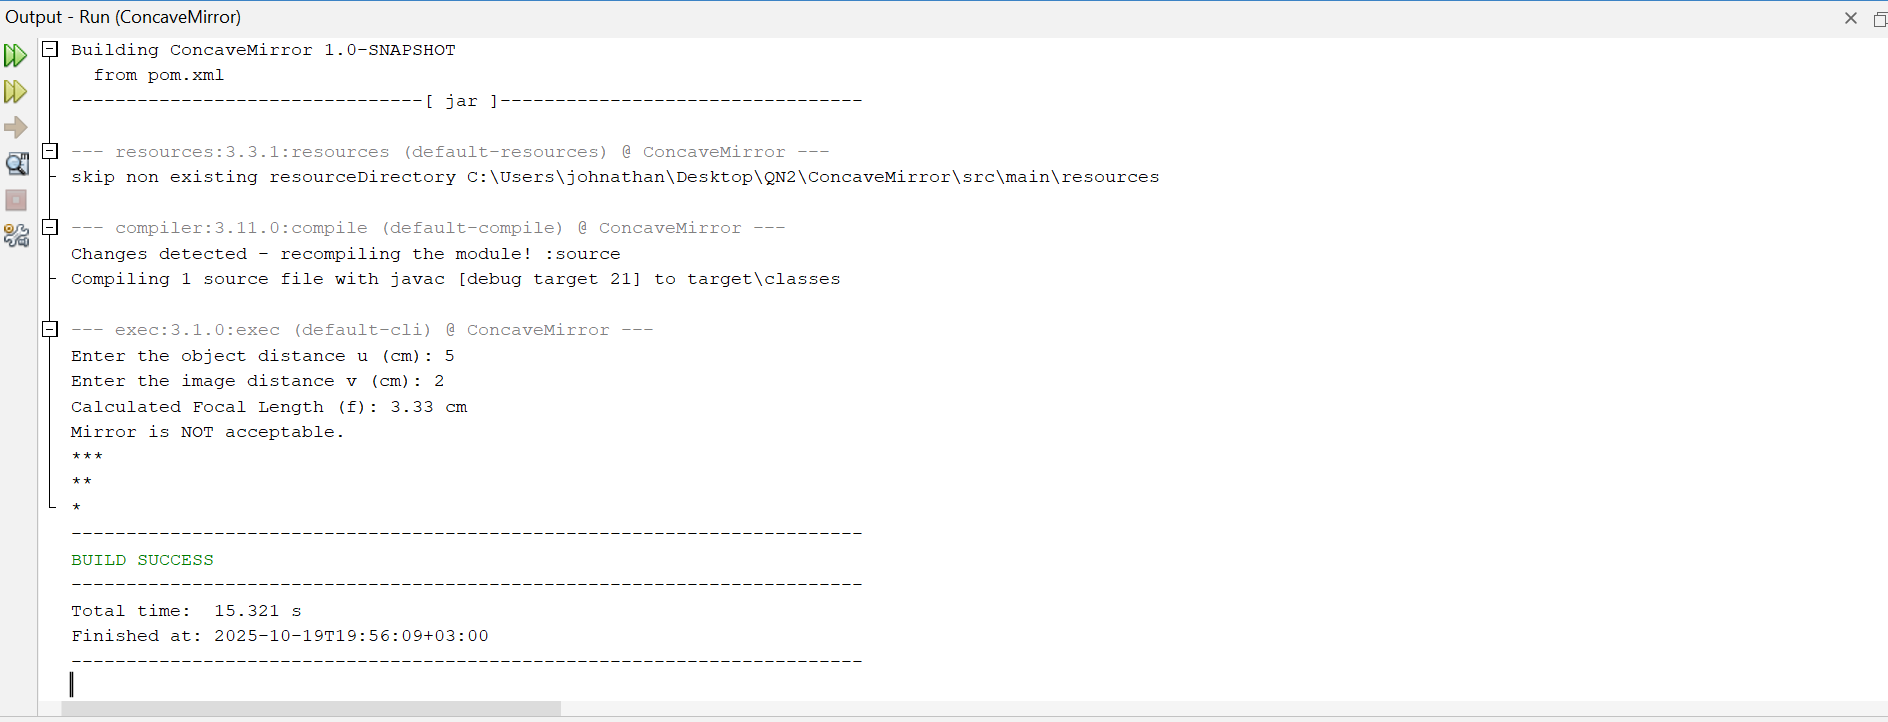 Output - Run (ConcaveMirror)
Building ConcaveMirror 1.0-SNAPSHOT
  from pom.xml
--------------------------------[ jar ]---------------------------------
--- resources:3.3.1:resources (default-resources) @ ConcaveMirror ---
skip non existing resourceDirectory C:\Users\johnathan\Desktop\QN2\ConcaveMirror\src\main\resources
--- compiler:3.11.0:compile (default-compile) @ ConcaveMirror ---
Changes detected - recompiling the module! :source
Compiling 1 source file with javac [debug target 21] to target\classes
--- exec:3.1.0:exec (default-cli) @ ConcaveMirror ---
Enter the object distance u (cm): 5
Enter the image distance v (cm): 2
Calculated Focal Length (f): 3.33 cm
Mirror is NOT acceptable.
***
**
*
------------------------------------------------------------------------
BUILD SUCCESS
------------------------------------------------------------------------
Total time:  15.321 s
Finished at: 2025-10-19T19:56:09+03:00
------------------------------------------------------------------------